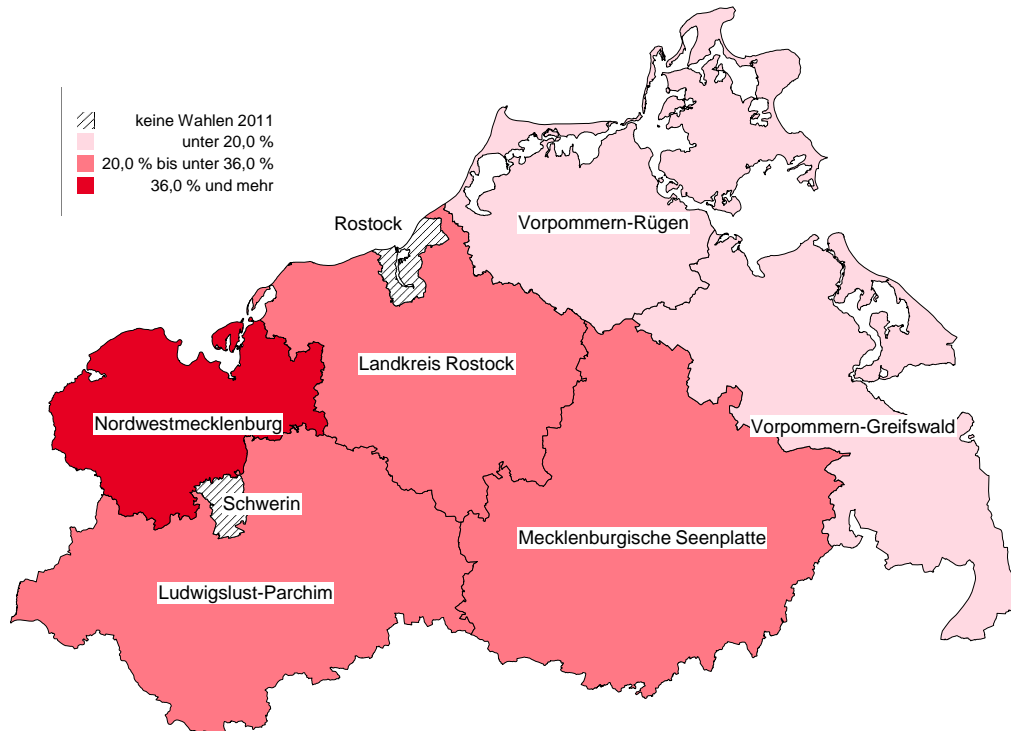 keine Wahlen 2011
unter 20,0 %
20,0 % bis unter 36,0 %
36,0 % und mehr
Rostock
Vorpommern-Rügen
Landkreis Rostock
Nordwestmecklenburg
Vorpommern-Greifswald
Schwerin
Mecklenburgische Seenplatte
Ludwigslust-Parchim